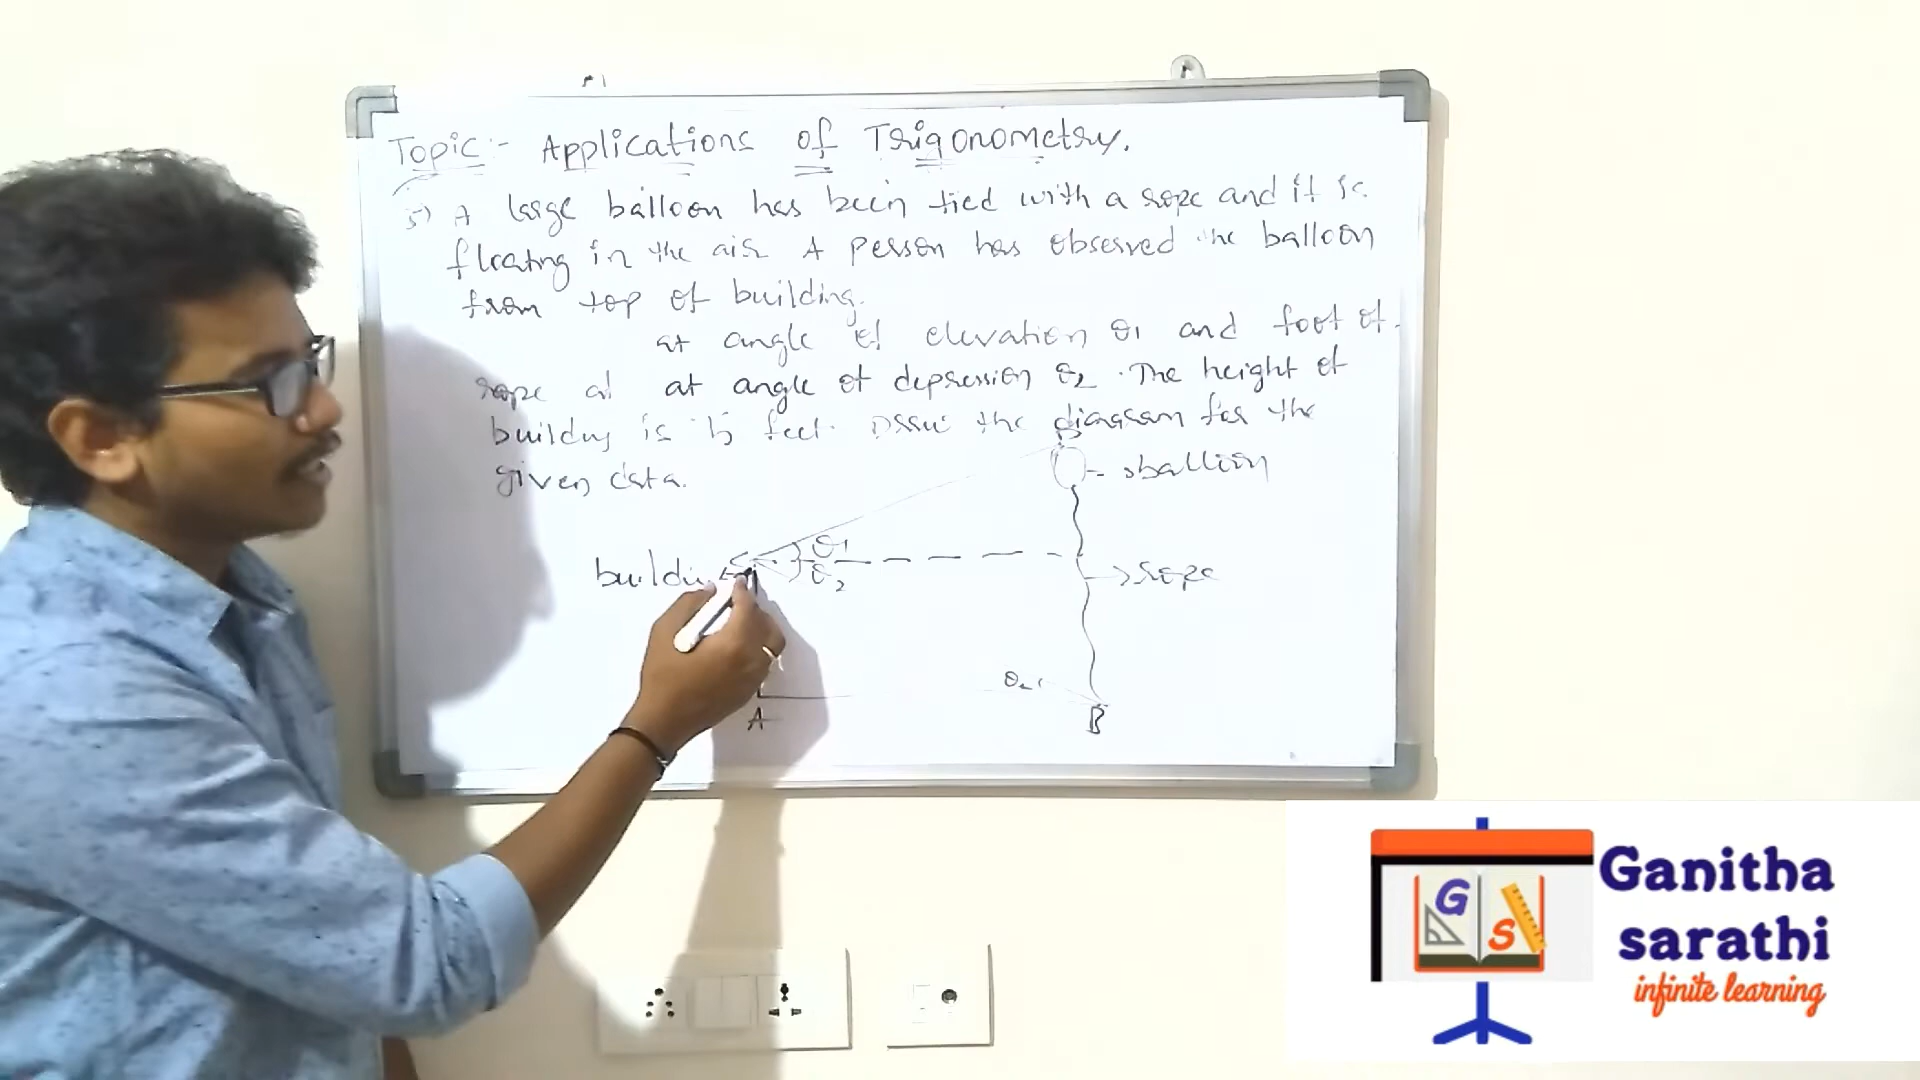 Topic:- Applications of Trigonometry.
5) A large balloon has been tied with a rope and it is
floating in the air. A person has observed the balloon
from top of building.
at angle of elevation θ1 and foot of
rope at at angle of depression θ2. The height of
building is 'h' feet. Draw the diagram for the
given data.
D
balloon
C
θ1
building
θ2
rope
θ2
A
B
G
S
Ganitha
sarathi
infinite learning